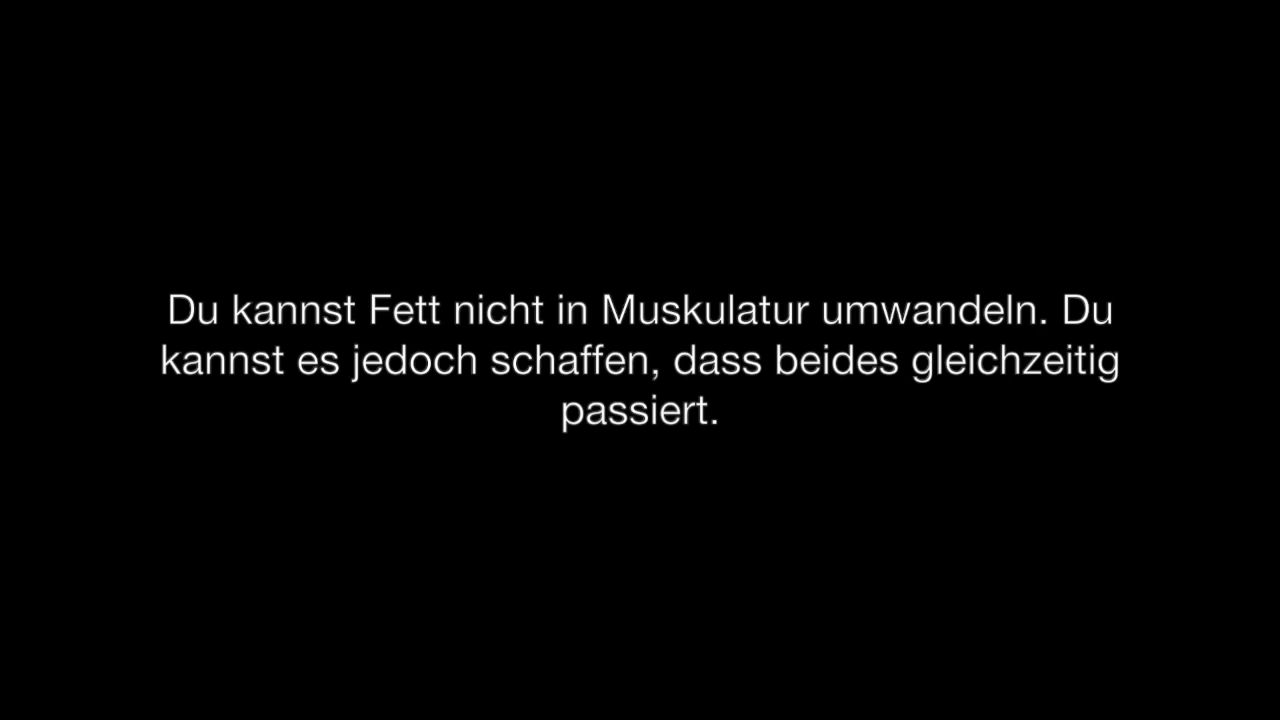 Du kannst Fett nicht in Muskulatur umwandeln. Du
kannst es jedoch schaffen, dass beides gleichzeitig
passiert.